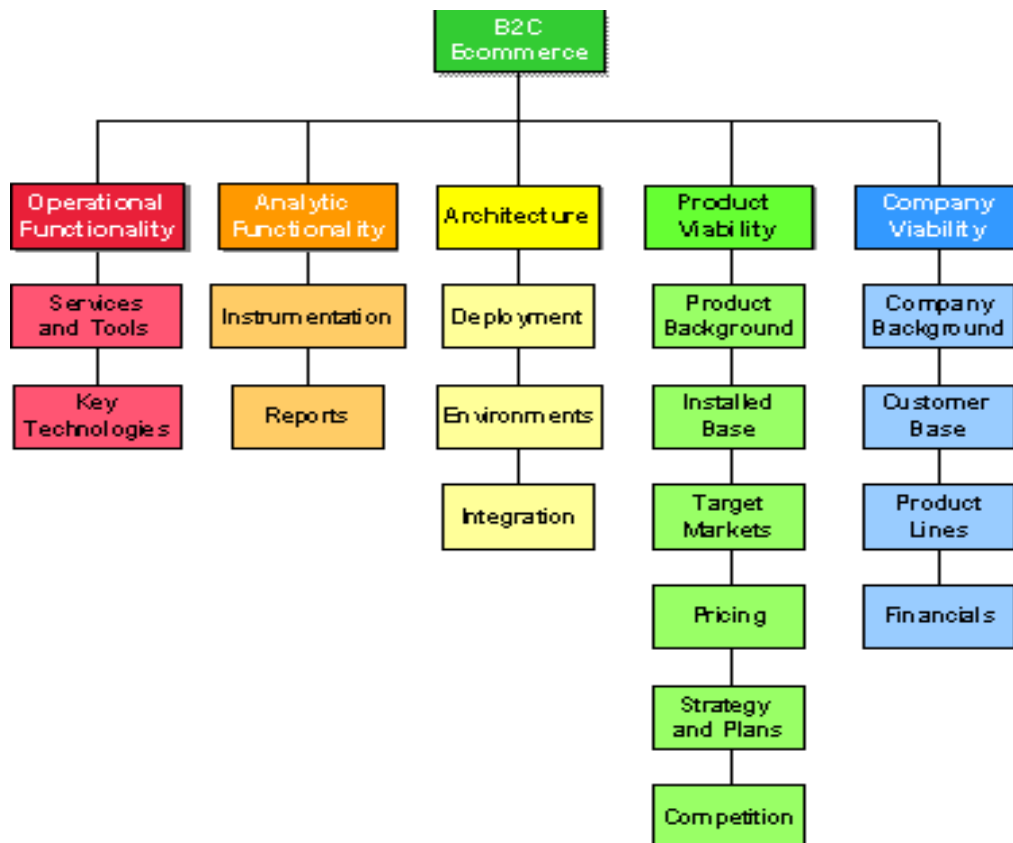 B2C
Ecommerce
Operational
Functionality
Analytic
Functionality
Architecture
Product
Viability
Company
Viability
Services
and Tools
Instrumentation
Deployment
Product
Background
Company
Background
Key
Technologies
Reports
Environments
Installed
Base
Customer
Base
Integration
Target
Markets
Product
Lines
Pricing
Financials
Strategy
and Plans
Competition